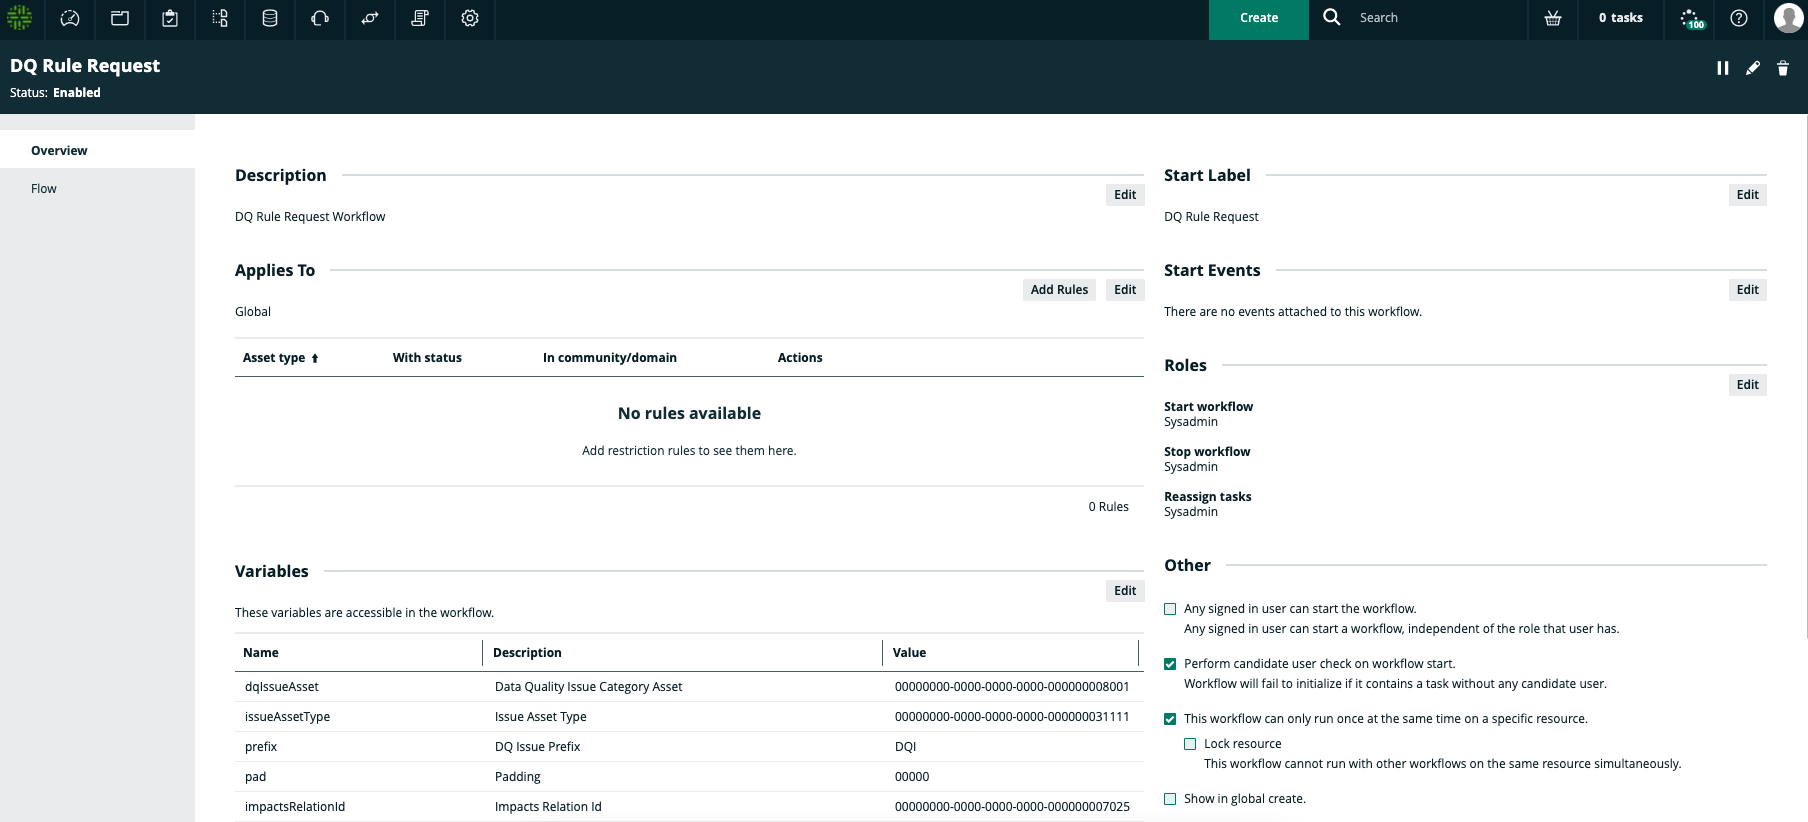 Create
Search
0 tasks
100
DQ Rule Request
Status: Enabled
Overview
Flow
Description
Edit
DQ Rule Request Workflow
Applies To
Add Rules Edit
Global
Asset type With status In community/domain Actions
No rules available
Add restriction rules to see them here.
0 Rules
Variables
Edit
These variables are accessible in the workflow.
Name Description Value
dqIssueAsset Data Quality Issue Category Asset 00000000-0000-0000-0000-000000008001
issueAssetType Issue Asset Type 00000000-0000-0000-0000-000000031111
prefix DQ Issue Prefix DQI
pad Padding 00000
impactsRelationId Impacts Relation Id 00000000-0000-0000-0000-000000007025
Start Label
Edit
DQ Rule Request
Start Events
Edit
There are no events attached to this workflow.
Roles
Edit
Start workflow
Sysadmin
Stop workflow
Sysadmin
Reassign tasks
Sysadmin
Other
Any signed in user can start the workflow.
Any signed in user can start a workflow, independent of the role that user has.
Perform candidate user check on workflow start.
Workflow will fail to initialize if it contains a task without any candidate user.
This workflow can only run once at the same time on a specific resource.
Lock resource
This workflow cannot run with other workflows on the same resource simultaneously.
Show in global create.